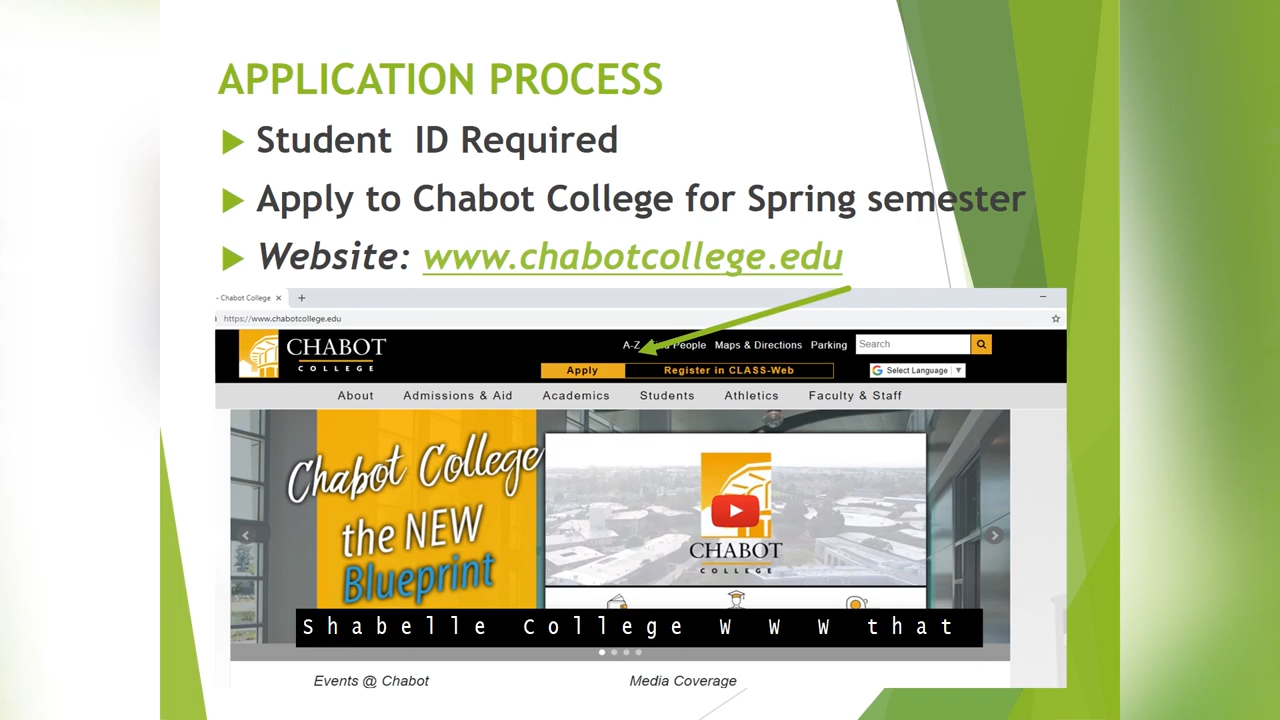 APPLICATION PROCESS
Student ID Required
Apply to Chabot College for Spring semester
Website: www.chabotcollege.edu
- Chabot College × +
https://www.chabotcollege.edu
CHABOT
COLLEGE
A-Z People Maps & Directions Parking Search
Apply Register in CLASS-Web Select Language
About Admissions & Aid Academics Students Athletics Faculty & Staff
Chabot College
the NEW
Blueprint
CHABOT
COLLEGE
Shabelle College W W W that
Events @ Chabot Media Coverage